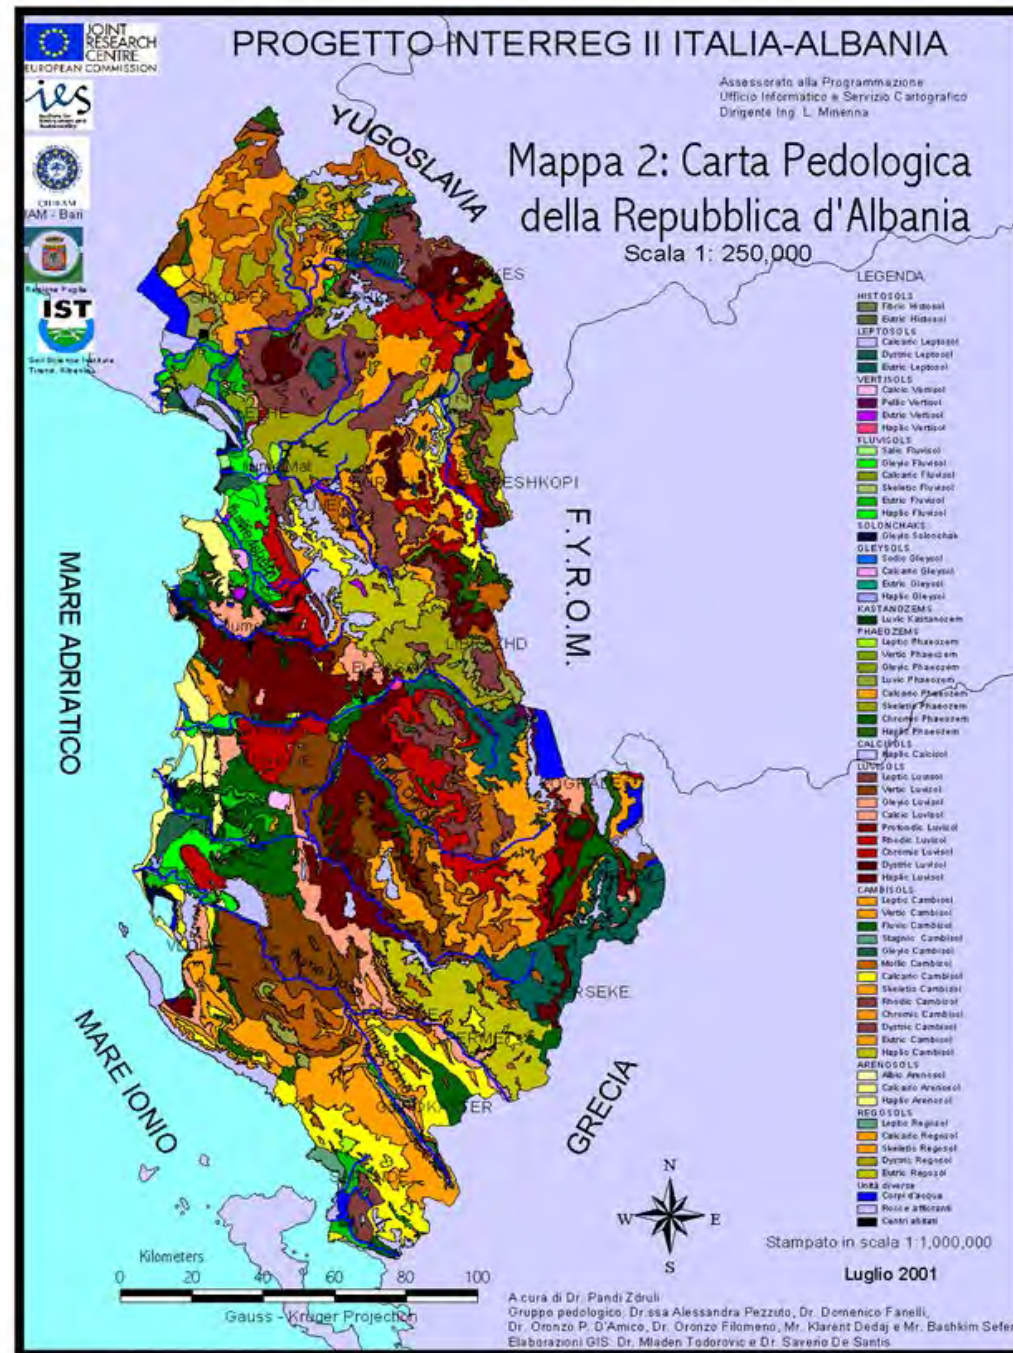 JOINT
RESEARCH
CENTRE
EUROPEAN COMMISSION
PROGETTO INTERREG II ITALIA-ALBANIA
Assessorato alla Programmazione
Ufficio Informatico e Servizio Cartografico
Dirigente Ing. L. Minenna
ies
CIHEAM
IAM - Bari
Regione Puglia
IST
Soil Science Institute
Tirana, Albania
YUGOSLAVIA
Mappa 2: Carta Pedologica
della Repubblica d'Albania
Scala 1: 250,000
F.Y.R.O.M.
MARE ADRIATICO
MARE IONIO
GRECIA
LEGENDA
HISTOSOLS
Fibric Histosol
Eutric Histosol
LEPTOSOLS
Calcaric Leptosol
Dystric Leptosol
Eutric Leptosol
VERTISOLS
Calcic Vertisol
Pellic Vertisol
Eutric Vertisol
Haplic Vertisol
FLUVISOLS
Salic Fluvisol
Gleyic Fluvisol
Calcaric Fluvisol
Skeletic Fluvisol
Eutric Fluvisol
Haplic Fluvisol
SOLONCHAKS
Gleyic Solonchak
GLEYSOLS
Sodic Gleysol
Calcaric Gleysol
Eutric Gleysol
Haplic Gleysol
KASTANOZEMS
Luvic Kastanozem
PHAEOZEMS
Leptic Phaeozem
Vertic Phaeozem
Gleyic Phaeozem
Luvic Phaeozem
Calcaric Phaeozem
Skeletic Phaeozem
Chromic Phaeozem
Haplic Phaeozem
CALCISOLS
Haplic Calcisol
LUVISOLS
Leptic Luvisol
Vertic Luvisol
Gleyic Luvisol
Calcic Luvisol
Profondic Luvisol
Rhodic Luvisol
Chromic Luvisol
Dystric Luvisol
Haplic Luvisol
CAMBISOLS
Leptic Cambisol
Vertic Cambisol
Fluvic Cambisol
Stagnic Cambisol
Gleyic Cambisol
Mollic Cambisol
Calcaric Cambisol
Skeletic Cambisol
Rhodic Cambisol
Chromic Cambisol
Dystric Cambisol
Eutric Cambisol
Haplic Cambisol
ARENOSOLS
Albic Arenosol
Calcaric Arenosol
Haplic Arenosol
REGOSOLS
Leptic Regosol
Calcaric Regosol
Skeletic Regosol
Dystric Regosol
Eutric Regosol
Unità diverse
Corpi d'acqua
Rocce affioranti
Centri abitati
N
W E
S
Stampato in scala 1:1,000,000
Luglio 2001
Kilometers
0 20 40 60 80 100
Gauss - Kruger Projection
A cura di Dr. Pandi Zdruli
Gruppo pedologico: Dr.ssa Alessandra Pezzuto, Dr. Domenico Fanelli,
Dr. Oronzo P. D'Amico, Dr. Oronzo Filomeno, Mr. Klarent Dedaj e Mr. Bashkim Sefer
Elaborazioni GIS: Dr. Mladen Todorovic e Dr. Saverio De Santis